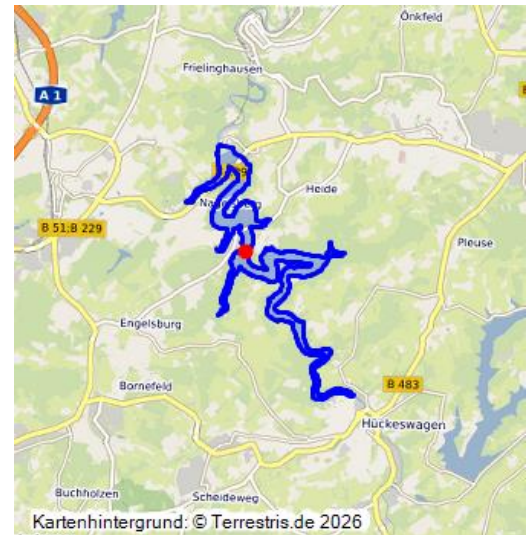 Önkfeld
Frielinghausen
A 1
Heide
B 51;B 229
Pleuse
Engelsburg
B 483
Bornefeld
Hückeswagen
Buchholzen
Scheideweg
Kartenhintergrund: © Terrestris.de 2026